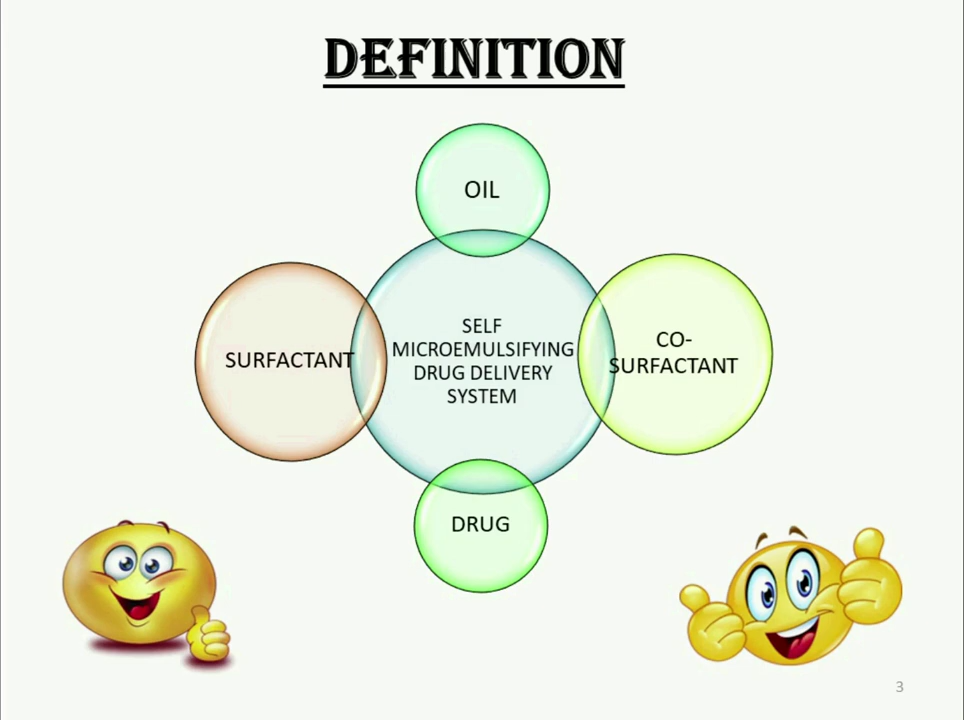 DEFINITION
OIL
SURFACTANT
SELF
MICROEMULSIFYING
DRUG DELIVERY
SYSTEM
CO-
SURFACTANT
DRUG
3